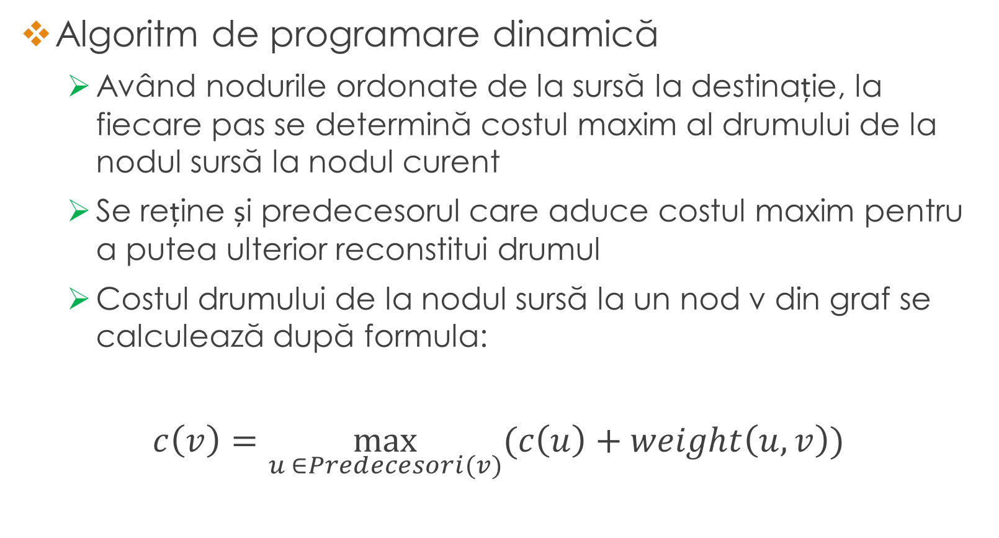 Algoritm de programare dinamică
Având nodurile ordonate de la sursă la destinație, la
fiecare pas se determină costul maxim al drumului de la
nodul sursă la nodul curent
Se reține și predecesorul care aduce costul maxim pentru
a putea ulterior reconstitui drumul
Costul drumului de la nodul sursă la un nod v din graf se
calculează după formula:
c(v) = max (c(u) + weight(u, v))
u ∈Predecesori(v)